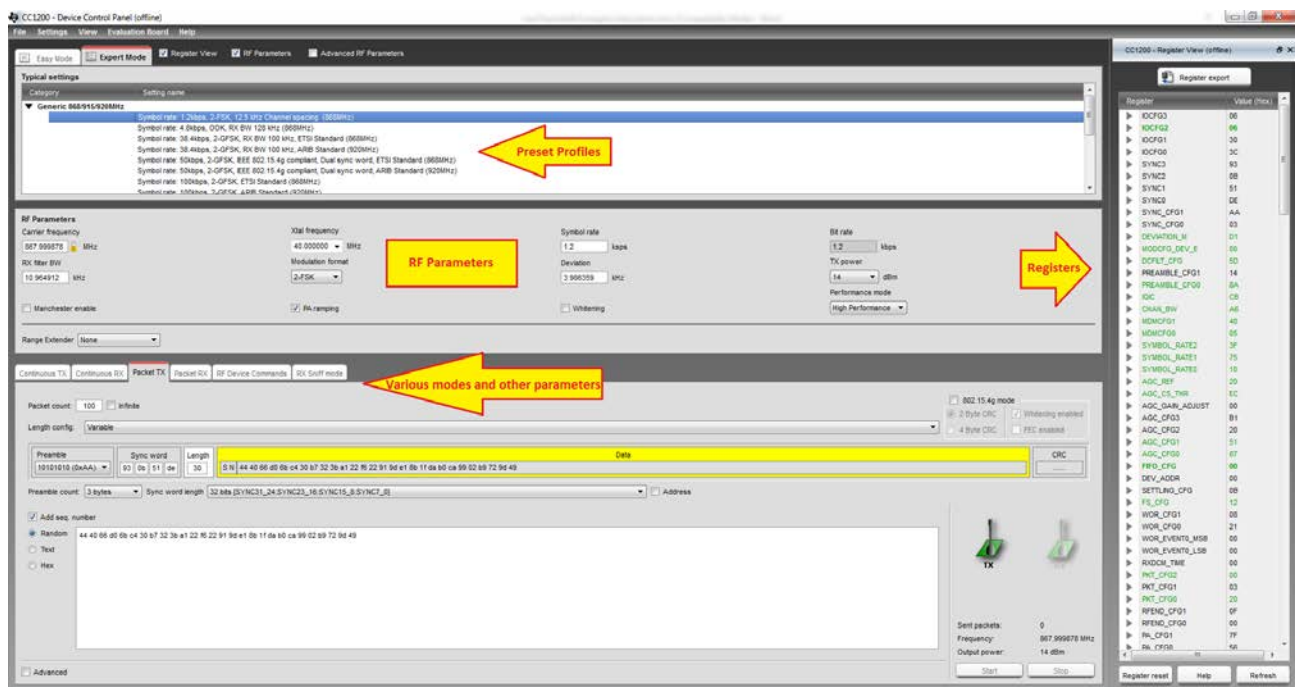 CC1200 - Device Control Panel (offline)
File Settings View Evaluation Board Help
Easy Mode Expert Mode Register View RF Parameters Advanced RF Parameters
Typical settings
Category Setting name
Generic 868/915/920MHz
Symbol rate: 1.2kbps, 2-FSK, 12.5 kHz Channel spacing (868MHz)
Symbol rate: 4.8kbps, OOK, RX BW 128 kHz (868MHz)
Symbol rate: 38.4kbps, 2-GFSK, RX BW 100 kHz, ETSI Standard (868MHz)
Symbol rate: 38.4kbps, 2-GFSK, RX BW 100 kHz, ARIB Standard (920MHz)
Symbol rate: 50kbps, 2-GFSK, IEEE 802.15.4g compliant, Dual sync word, ETSI Standard (868MHz)
Symbol rate: 50kbps, 2-GFSK, IEEE 802.15.4g compliant, Dual sync word, ARIB Standard (920MHz)
Symbol rate: 100kbps, 2-GFSK, ETSI Standard (868MHz)
Symbol rate: 100kbps, 2-GFSK, ARIB Standard (920MHz)
Preset Profiles
RF Parameters
Carrier frequency Xtal frequency Symbol rate Bit rate
867.999878 MHz 40.000000 MHz 1.2 ksps 1.2 kbps
RX filter BW Modulation format Deviation TX power
10.964912 kHz 2-FSK 3.986359 kHz 14 dBm
RF Parameters
Performance mode
Manchester enable PA ramping Whitening High Performance
Range Extender None
Continuous TX Continuous RX Packet TX Packet RX RF Device Commands RX Sniff mode
Various modes and other parameters
Packet count: 100 Infinite
802.15.4g mode
2 Byte CRC Whitening enabled
4 Byte CRC FEC enabled
Length config: Variable
Preamble Sync word Length Data CRC
10101010 (0xAA) 93 0b 51 de 30 S N 44 40 66 d0 6b c4 30 b7 32 3b a1 22 f6 22 91 9d e1 8b 1f da b0 ca 99 02 b9 72 9d 49
Preamble count: 3 bytes Sync word length 32 bits [SYNC31_24:SYNC23_16:SYNC15_8:SYNC7_0] Address
Add seq. number
Random 44 40 66 d0 6b c4 30 b7 32 3b a1 22 f6 22 91 9d e1 8b 1f da b0 ca 99 02 b9 72 9d 49
Text
Hex
TX
Sent packets: 0
Frequency: 867.999878 MHz
Output power: 14 dBm
Start Stop
Advanced
CC1200 - Register View (offline)
Register export
Register Value (Hex)
Registers
IOCFG3 06
IOCFG2 06
IOCFG1 30
IOCFG0 3C
SYNC3 93
SYNC2 0B
SYNC1 51
SYNC0 DE
SYNC_CFG1 AA
SYNC_CFG0 03
DEVIATION_M D1
MODCFG_DEV_E 00
DCFILT_CFG 5D
PREAMBLE_CFG1 14
PREAMBLE_CFG0 8A
IQIC CB
CHAN_BW A6
MDMCFG1 40
MDMCFG0 05
SYMBOL_RATE2 3F
SYMBOL_RATE1 75
SYMBOL_RATE0 10
AGC_REF 20
AGC_CS_THR EC
AGC_GAIN_ADJUST 00
AGC_CFG3 B1
AGC_CFG2 20
AGC_CFG1 51
AGC_CFG0 87
FIFO_CFG 00
DEV_ADDR 00
SETTLING_CFG 0B
FS_CFG 12
WOR_CFG1 08
WOR_CFG0 21
WOR_EVENT0_MSB 00
WOR_EVENT0_LSB 00
RXDCM_TIME 00
PKT_CFG2 00
PKT_CFG1 03
PKT_CFG0 20
RFEND_CFG1 0F
RFEND_CFG0 00
PA_CFG1 7F
PA_CFG0 56
Register reset Help Refresh